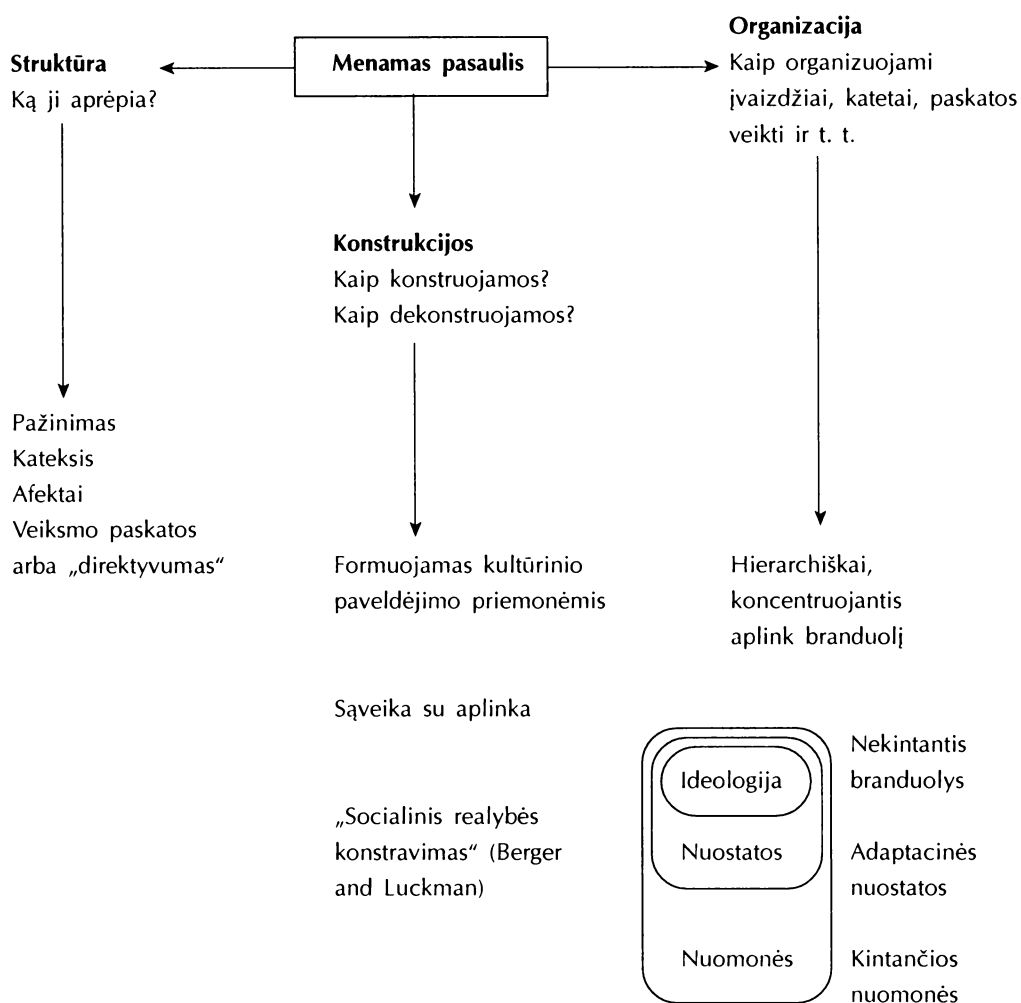 Menamas pasaulis
Struktūra
Ką ji aprėpia?
Pažinimas
Kateksis
Afektai
Veiksmo paskatos
arba „direktyvumas“
Konstrukcijos
Kaip konstruojamos?
Kaip dekonstruojamos?
Formuojamas kultūrinio
paveldėjimo priemonėmis
Sąveika su aplinka
„Socialinis realybės
konstravimas“ (Berger
and Luckman)
Organizacija
Kaip organizuojami
įvaizdžiai, katetai, paskatos
veikti ir t. t.
Hierarchiškai,
koncentruojantis
aplink branduolį
Ideologija
Nekintantis
branduolys
Nuostatos
Adaptacinės
nuostatos
Nuomonės
Kintančios
nuomonės